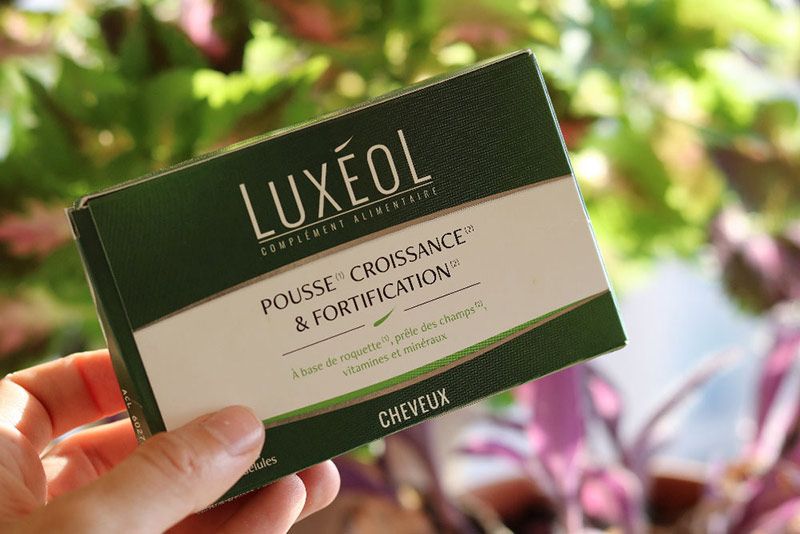 LUXÉOL
COMPLÉMENT ALIMENTAIRE
POUSSE(1) CROISSANCE(2)
& FORTIFICATION(2)
À base de roquette(1), prêle des champs(2),
vitamines et minéraux
CHEVEUX